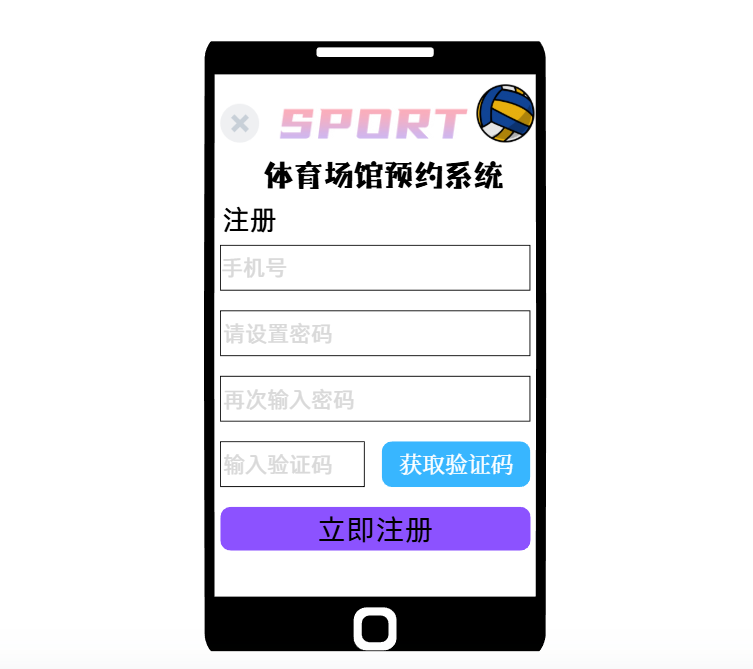 SPORT
体育场馆预约系统
注册
手机号
请设置密码
再次输入密码
输入验证码 获取验证码
立即注册